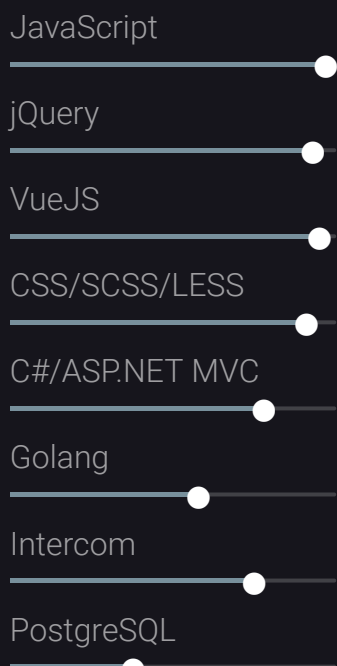 JavaScript
jQuery
VueJS
CSS/SCSS/LESS
C#/ASP.NET MVC
Golang
Intercom
PostgreSQL